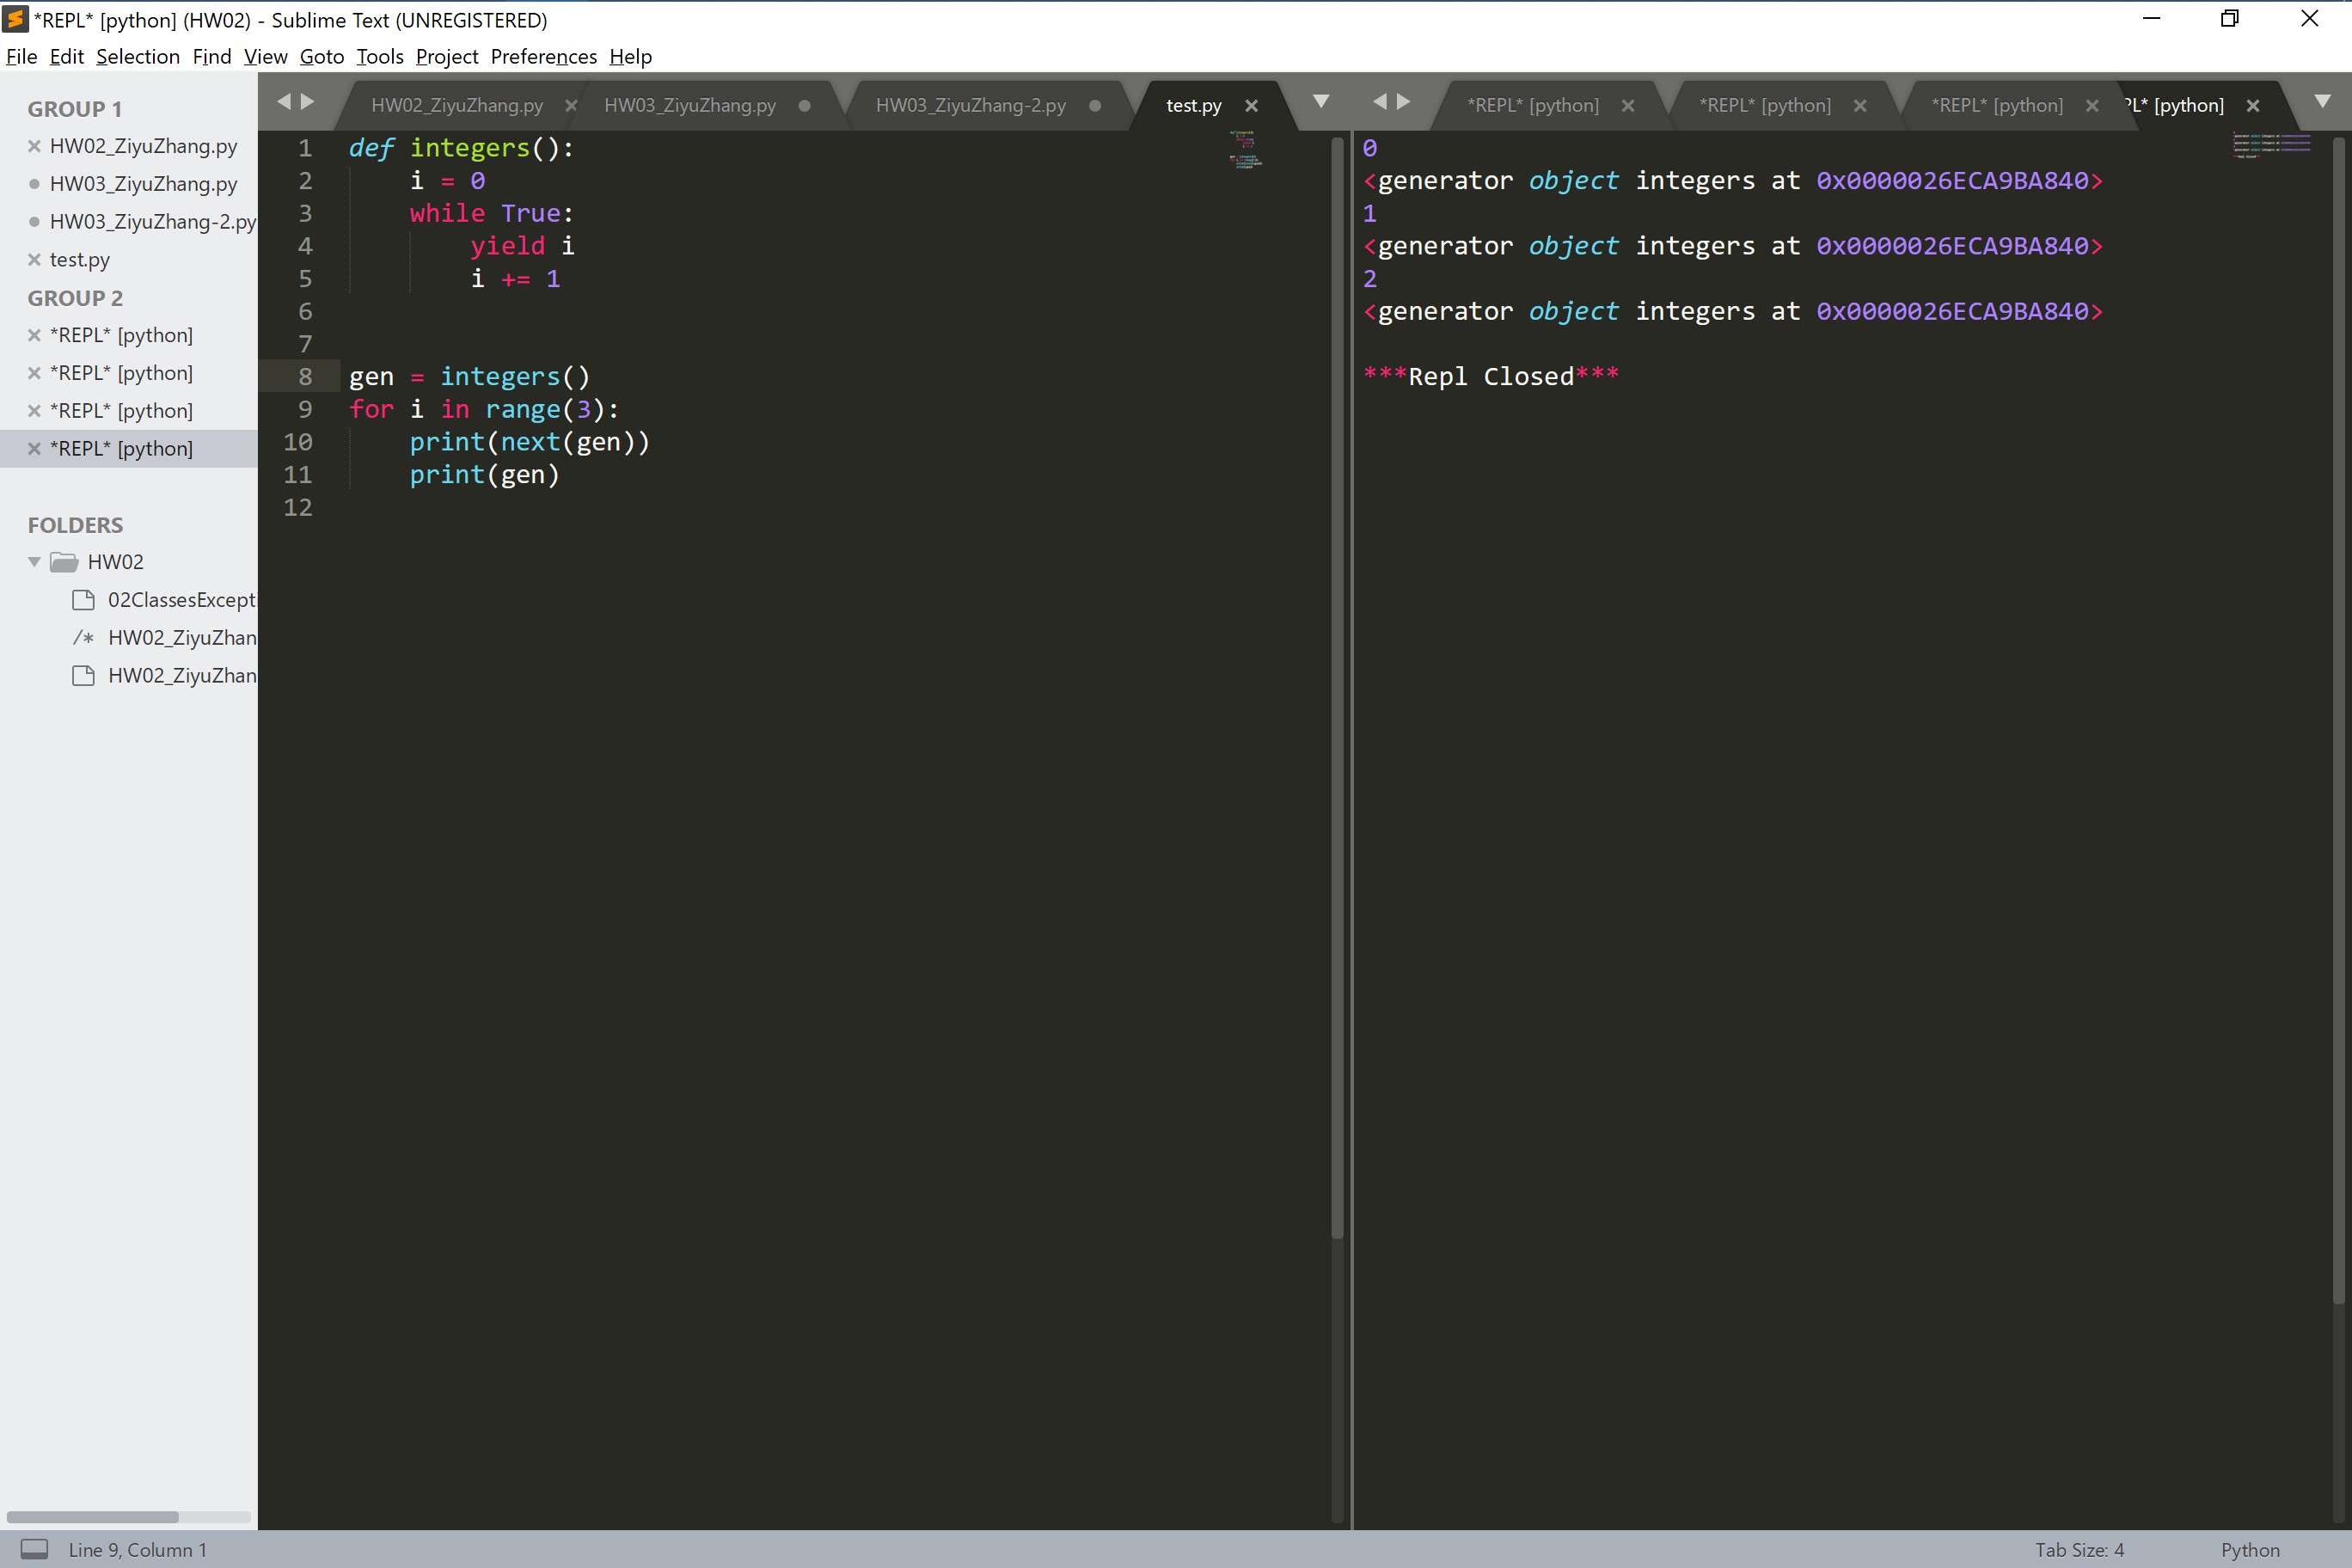 *REPL* [python] (HW02) - Sublime Text (UNREGISTERED)
File Edit Selection Find View Goto Tools Project Preferences Help
GROUP 1
HW02_ZiyuZhang.py
HW03_ZiyuZhang.py
HW03_ZiyuZhang-2.py
test.py
GROUP 2
*REPL* [python]
*REPL* [python]
*REPL* [python]
*REPL* [python]
FOLDERS
HW02
02ClassesExcepti
/* HW02_ZiyuZhan
HW02_ZiyuZhan
HW02_ZiyuZhang.py HW03_ZiyuZhang.py HW03_ZiyuZhang-2.py test.py
1 def integers():
2 i = 0
3 while True:
4 yield i
5 i += 1
6
7
8 gen = integers()
9 for i in range(3):
10 print(next(gen))
11 print(gen)
12
*REPL* [python] *REPL* [python] *REPL* [python] PL* [python]
0
<generator object integers at 0x0000026ECA9BA840>
1
<generator object integers at 0x0000026ECA9BA840>
2
<generator object integers at 0x0000026ECA9BA840>
***Repl Closed***
Line 9, Column 1
Tab Size: 4 Python